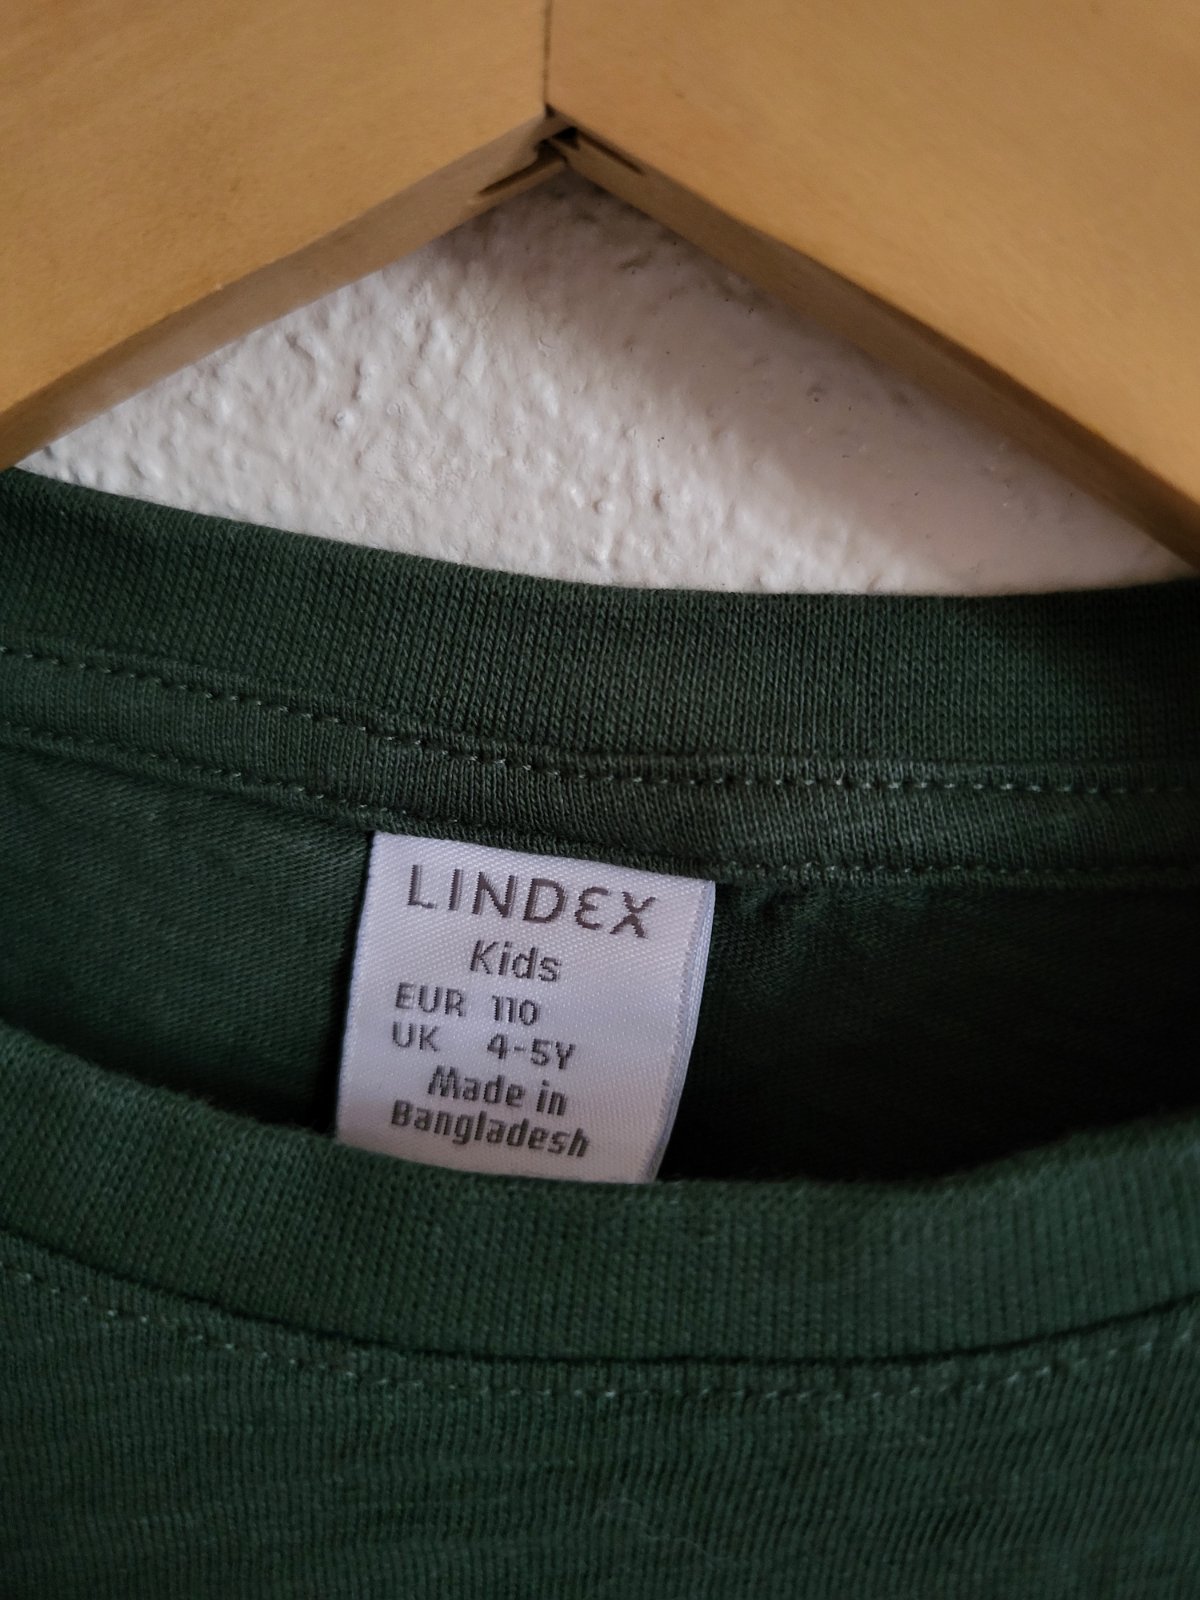 LINDEX
Kids
EUR 110
UK 4-5Y
Made in
Bangladesh